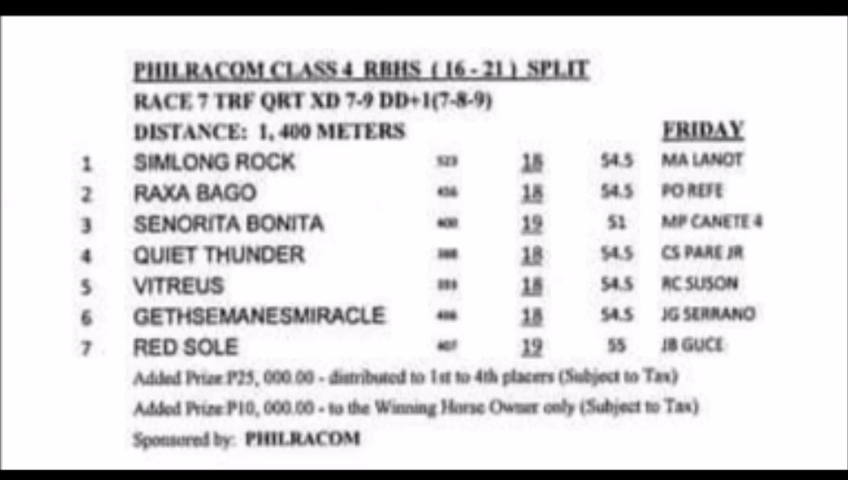 PHILRACOM CLASS 4 RBHS ( 16 - 21 ) SPLIT
RACE 7 TRF QRT XD 7-9 DD+1(7-8-9)
DISTANCE: 1, 400 METERS FRIDAY
1 SIMLONG ROCK 523 18 54.5 MA LANOT
2 RAXA BAGO 18 54.5 PO REFE
3 SENORITA BONITA 400 19 51 MP CANETE 4
4 QUIET THUNDER 18 54.5 CS PARE JR
5 VITREUS 18 54.5 RC SUSON
6 GETHSEMANESMIRACLE 18 54.5 JG SERRANO
7 RED SOLE 407 19 55 JB GUCE
Added Prize:P25, 000.00 - distributed to 1st to 4th placers (Subject to Tax)
Added Prize:P10, 000.00 - to the Winning Horse Owner only (Subject to Tax)
Sponsored by: PHILRACOM